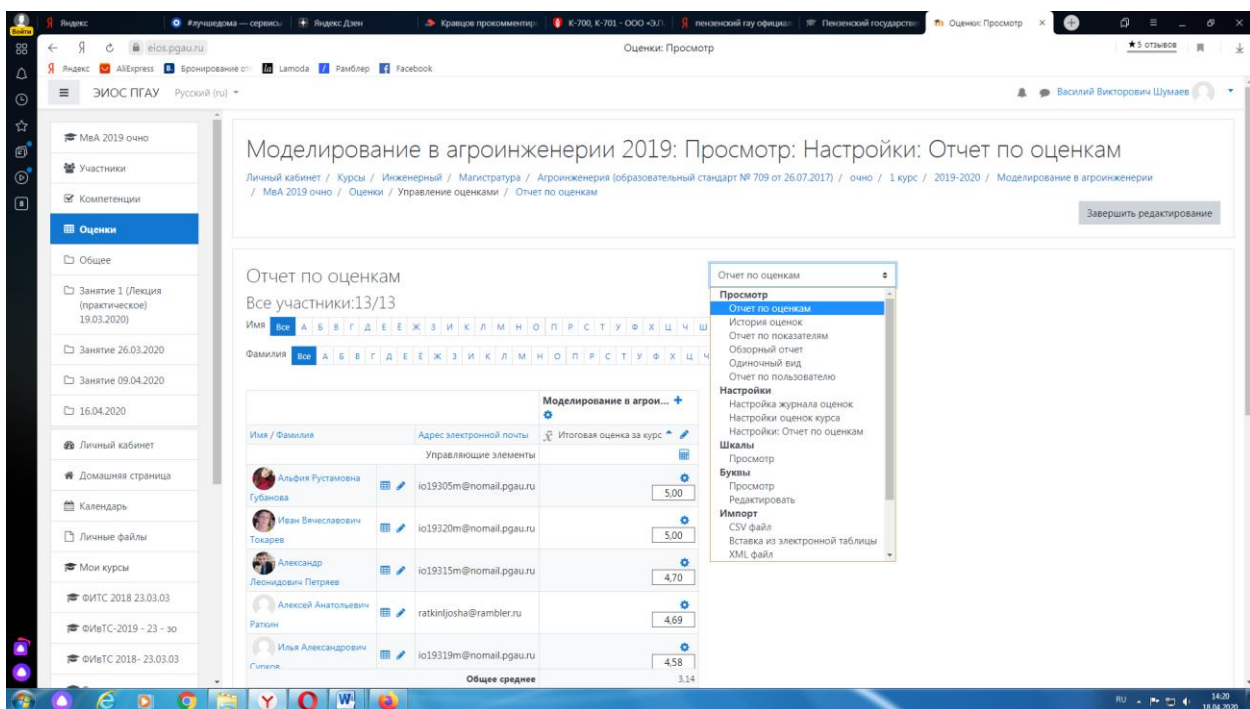 Войти
Яндекс
#лучшедома — сервисы
Яндекс Дзен
Кравцов прокомментир
К-700, К-701 - ООО «Э.П.
пензенский гау официал
Пензенский государстве
Оценки: Просмотр
eios.pgau.ru
Оценки: Просмотр
★5 отзывов
Яндекс
AliExpress
Бронирование от
Lamoda
Рамблер
Facebook
ЭИОС ПГАУ Русский (ru)
Василий Викторович Шумаев
МвА 2019 очно
Участники
Компетенции
Оценки
Общее
Занятие 1 (Лекция
(практическое)
19.03.2020)
Занятие 26.03.2020
Занятие 09.04.2020
16.04.2020
Личный кабинет
Домашняя страница
Календарь
Личные файлы
Мои курсы
ФИТС 2018 23.03.03
ФИвТС-2019 - 23 - зо
ФИвТС 2018- 23.03.03
Моделирование в агроинженерии 2019: Просмотр: Настройки: Отчет по оценкам
Личный кабинет / Курсы / Инженерный / Магистратура / Агроинженерия (образовательный стандарт № 709 от 26.07.2017) / очно / 1 курс / 2019-2020 / Моделирование в агроинженерии
/ МвА 2019 очно / Оценки / Управление оценками / Отчет по оценкам
Завершить редактирование
Отчет по оценкам
Все участники:13/13
Имя Все А Б В Г Д Е Ё Ж З И К Л М Н О П Р С Т У Ф Х Ц Ч Ш
Фамилия Все А Б В Г Д Е Ё Ж З И К Л М Н О П Р С Т У Ф Х Ц Ч
Моделирование в агрои...
Имя / Фамилия Адрес электронной почты Итоговая оценка за курс
Управляющие элементы
Альфия Рустамовна
Губанова
io19305m@nomail.pgau.ru
5,00
Иван Вячеславович
Токарев
io19320m@nomail.pgau.ru
5,00
Александр
Леонидович Петряев
io19315m@nomail.pgau.ru
4,70
Алексей Анатольевич
Раткин
ratkinljosha@rambler.ru
4,69
Илья Александрович
Сурков
io19319m@nomail.pgau.ru
4,58
Общее среднее 3,14
Отчет по оценкам
Просмотр
Отчет по оценкам
История оценок
Отчет по показателям
Обзорный отчет
Одиночный вид
Отчет по пользователю
Настройки
Настройка журнала оценок
Настройки оценок курса
Настройки: Отчет по оценкам
Шкалы
Просмотр
Буквы
Просмотр
Редактировать
Импорт
CSV файл
Вставка из электронной таблицы
XML файл
RU
14:20
18.04.2020